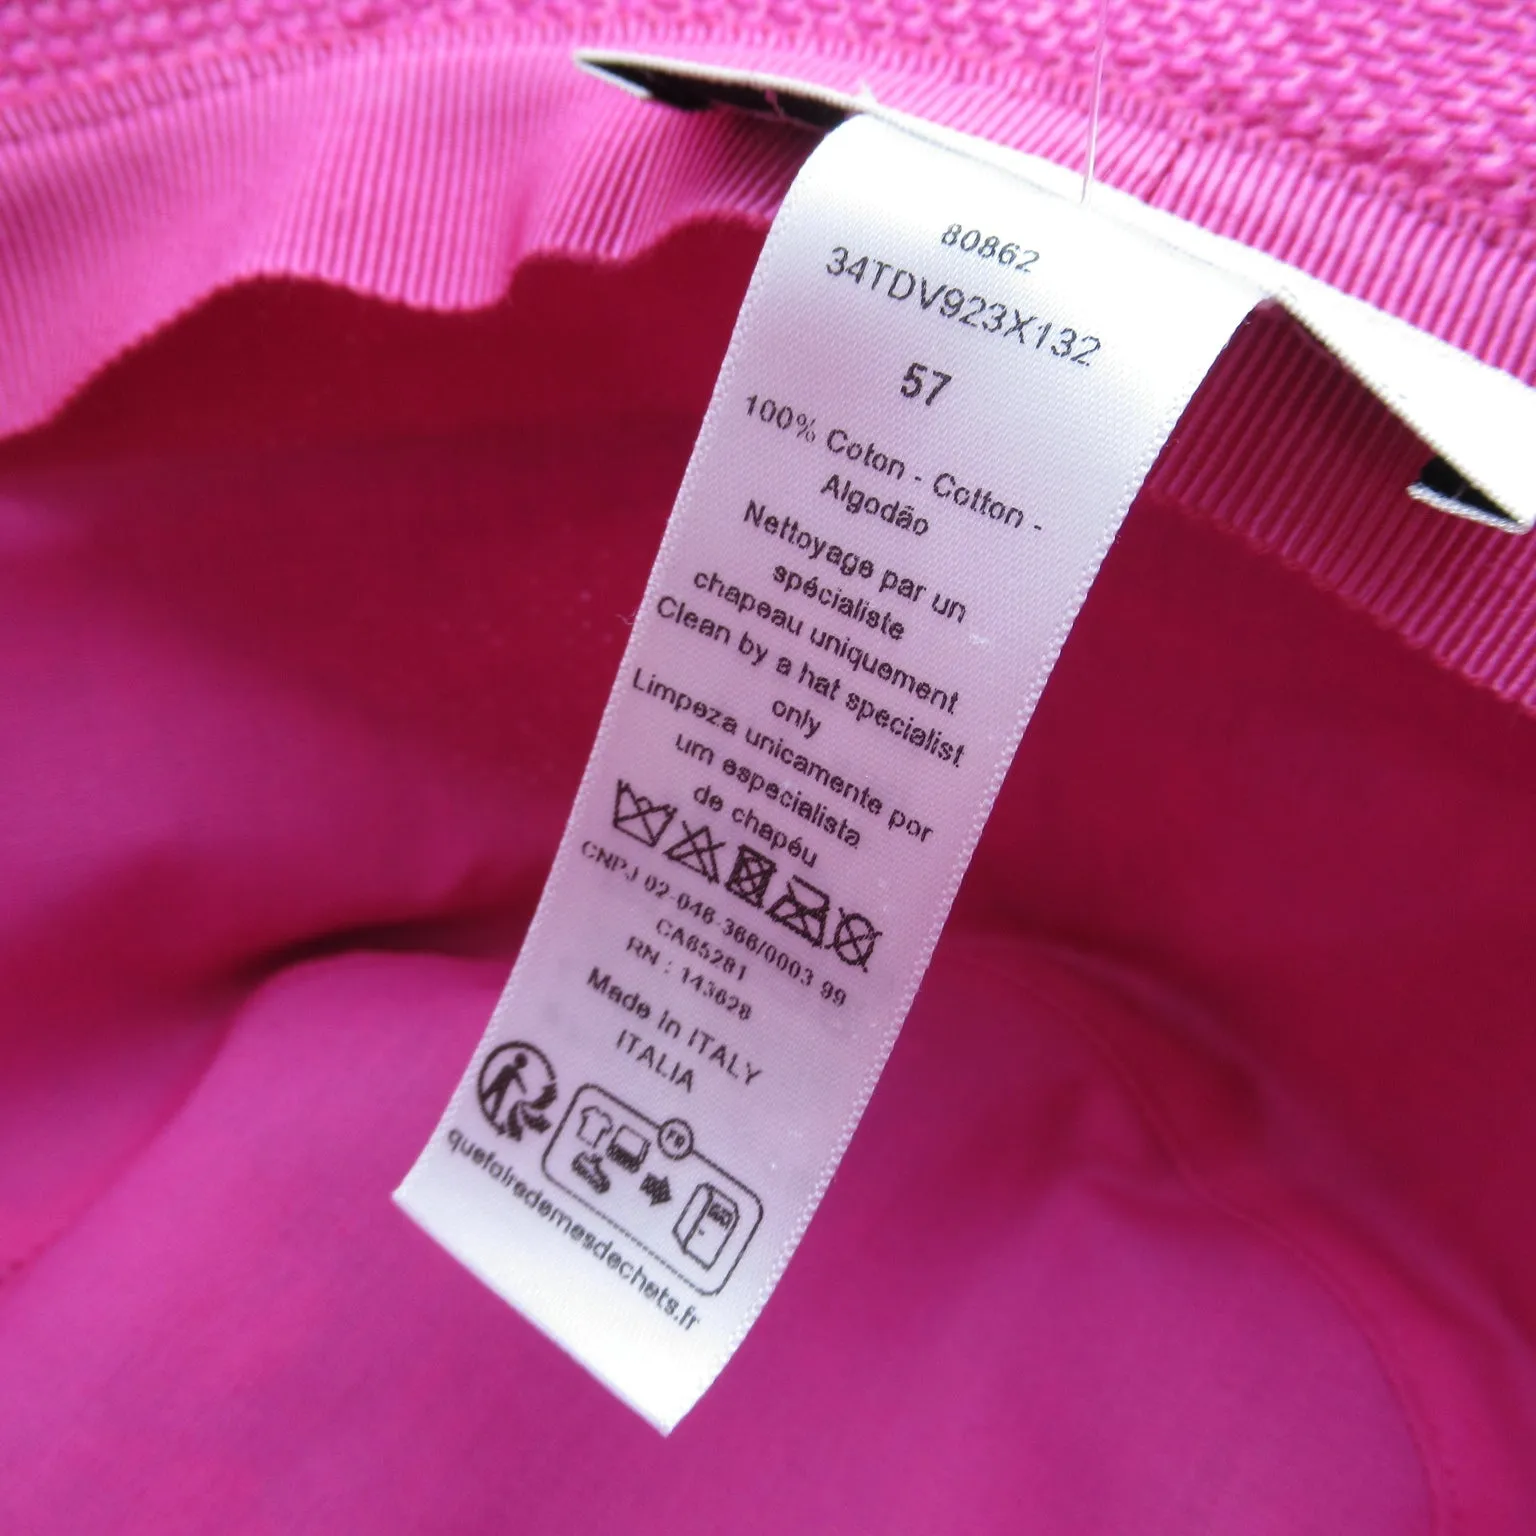 80862
34TDV923X132
57
100% Coton - Cotton -
Algodão
Nettoyage par un
spécialiste
chapeau uniquement
Clean by a hat specialist
only
Limpeza unicamente por
um especialista
de chapéu
CNPJ 02-046-366/0003 99
CA65281
RN : 143628
Made in ITALY
ITALIA
FR
quefairedemesdechets.fr